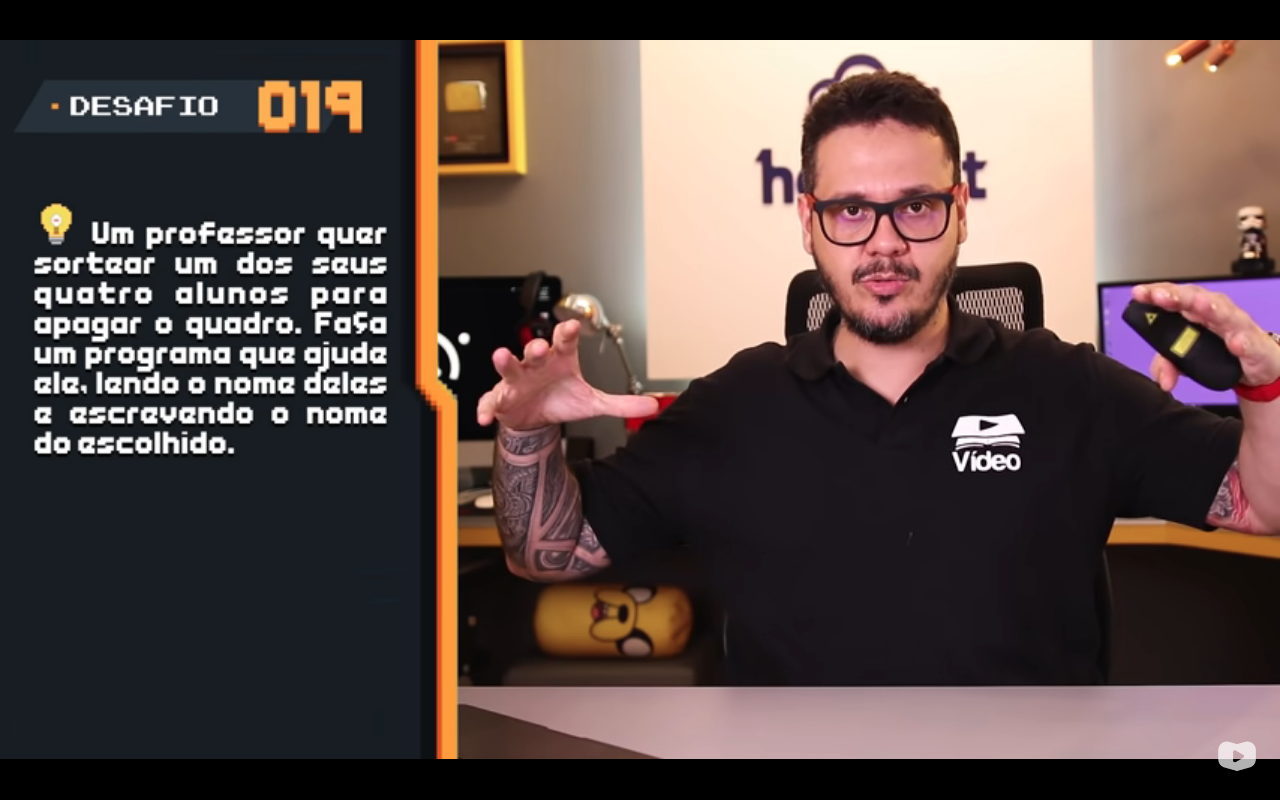 DESAFIO 019
Um professor quer
sortear um dos seus
quatro alunos para
apagar o quadro. Faça
um programa que ajude
ele, lendo o nome deles
e escrevendo o nome
do escolhido.
Vídeo